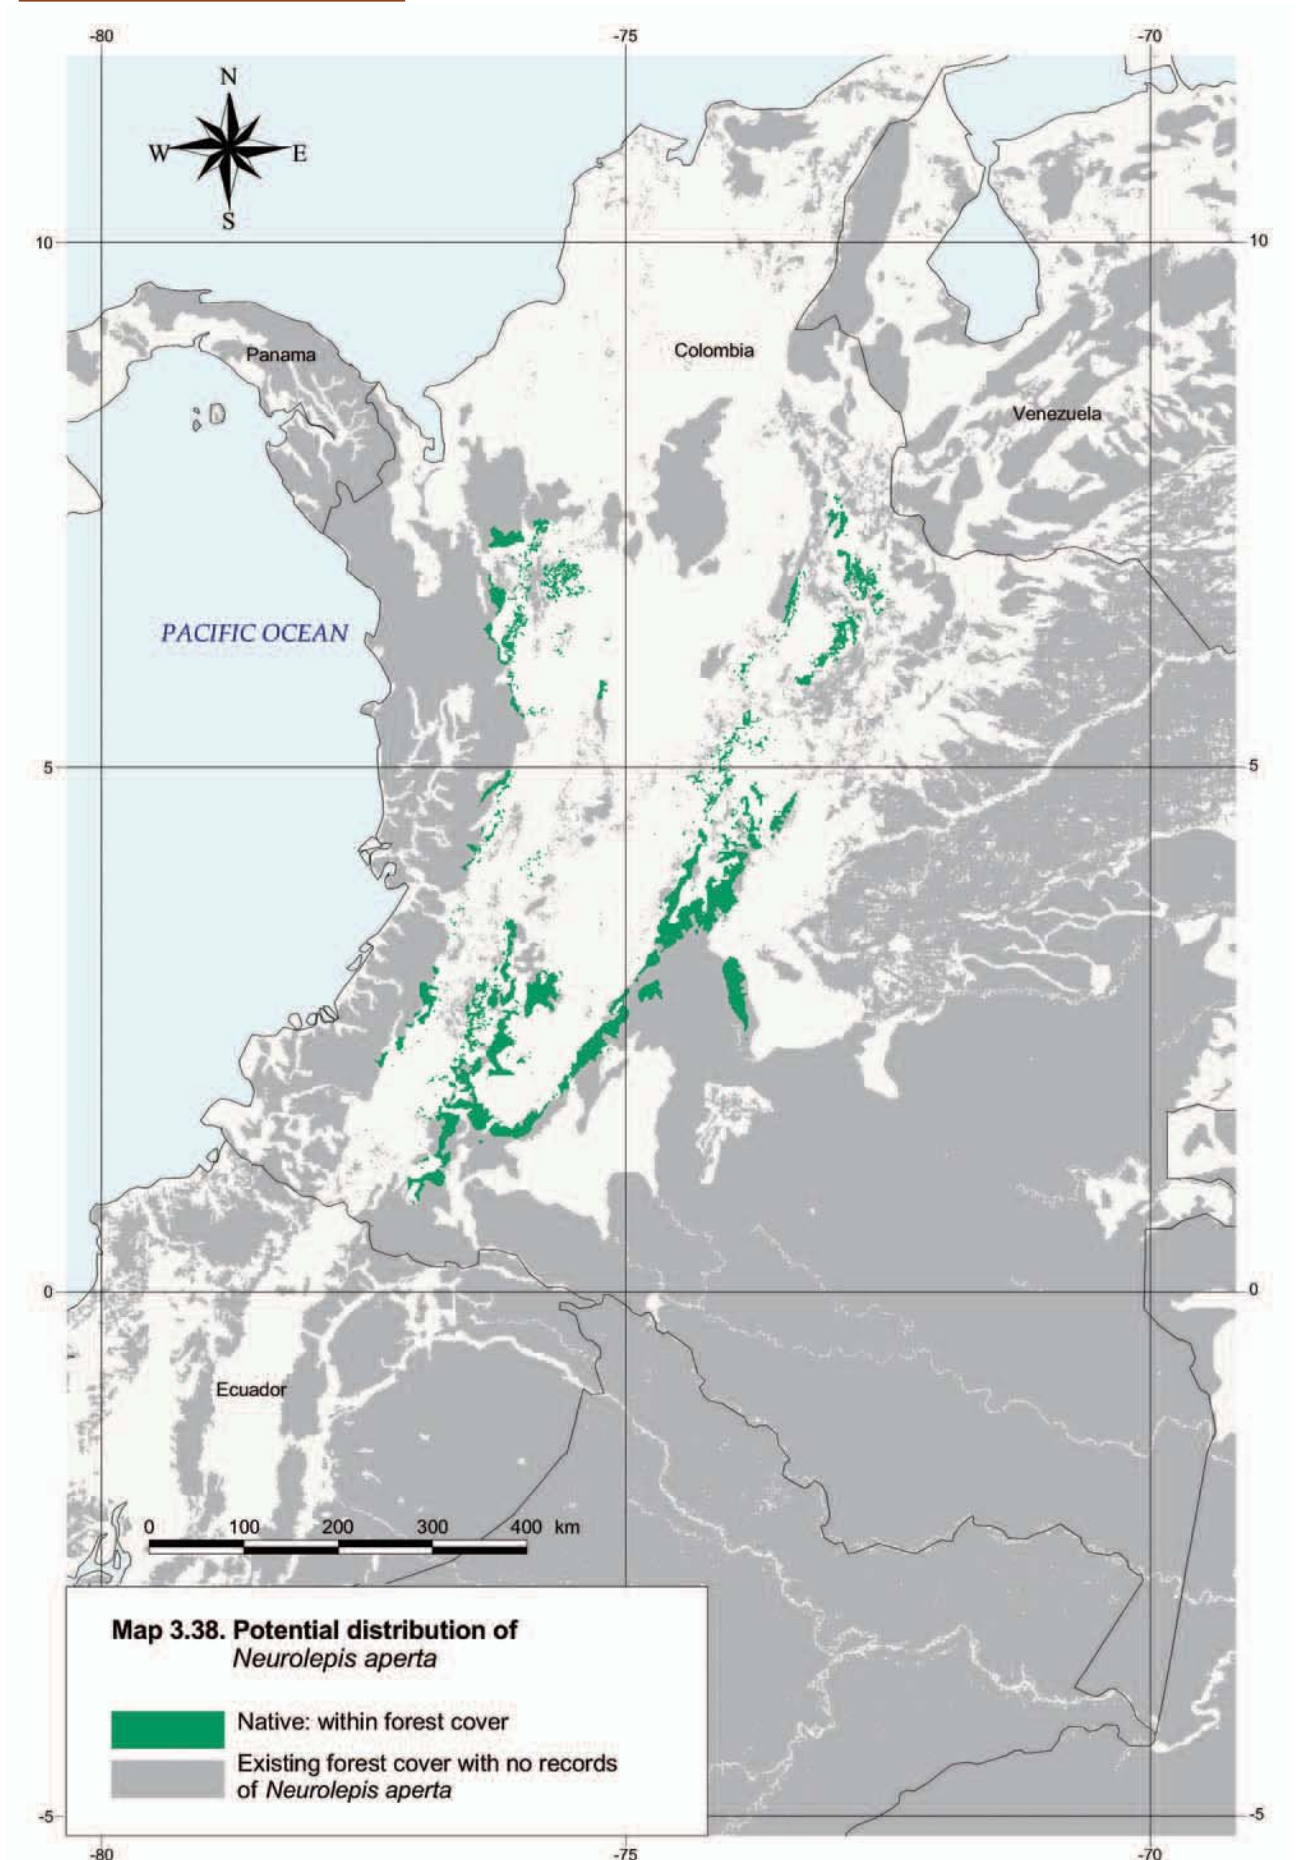 -80 -75 -70
N
W E
S
10 10
Panama
Colombia
Venezuela
PACIFIC OCEAN
5 5
0 0
Ecuador
0 100 200 300 400 km
Map 3.38. Potential distribution of
Neurolepis aperta
Native: within forest cover
Existing forest cover with no records
of Neurolepis aperta
-5 -5
-80 -75 -70